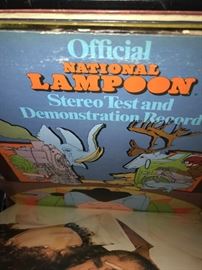 Official
NATIONAL
LAMPOON
Stereo Test and
Demonstration Record